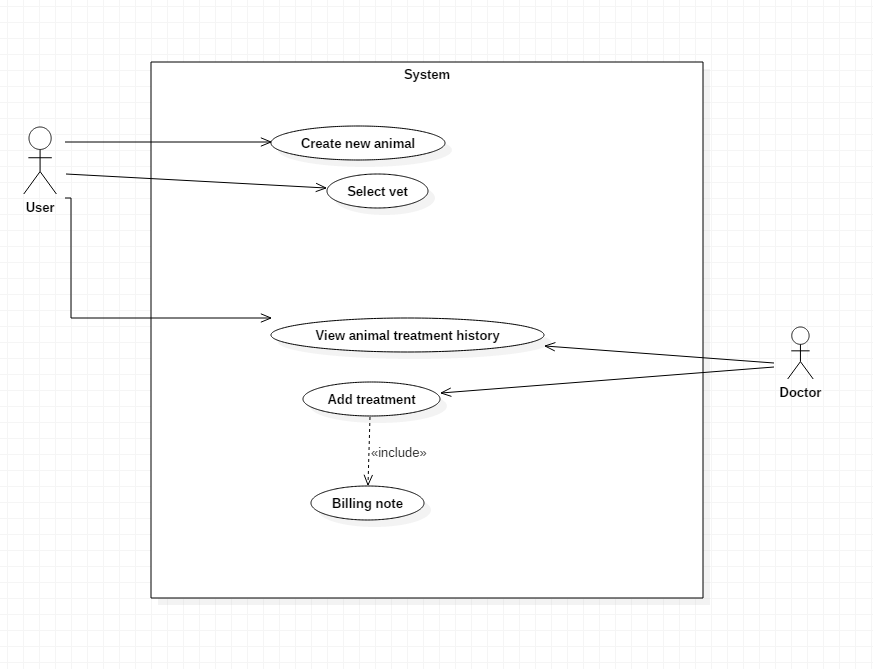 System
Create new animal
Select vet
User
View animal treatment history
Add treatment
Doctor
«include»
Billing note